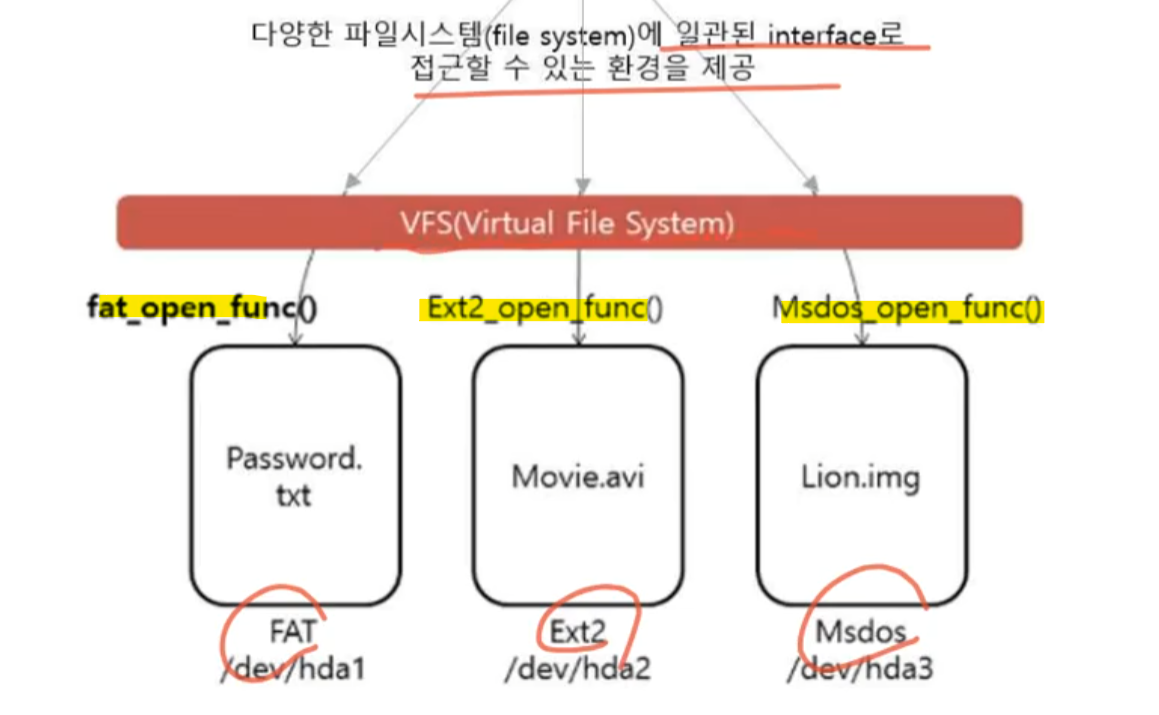 다양한 파일시스템(file system)에 일관된 interface로
접근할 수 있는 환경을 제공
VFS(Virtual File System)
fat_open_func()
Ext2_open_func()
Msdos_open_func()
Password.
txt
Movie.avi
Lion.img
FAT
/dev/hda1
Ext2
/dev/hda2
Msdos
/dev/hda3